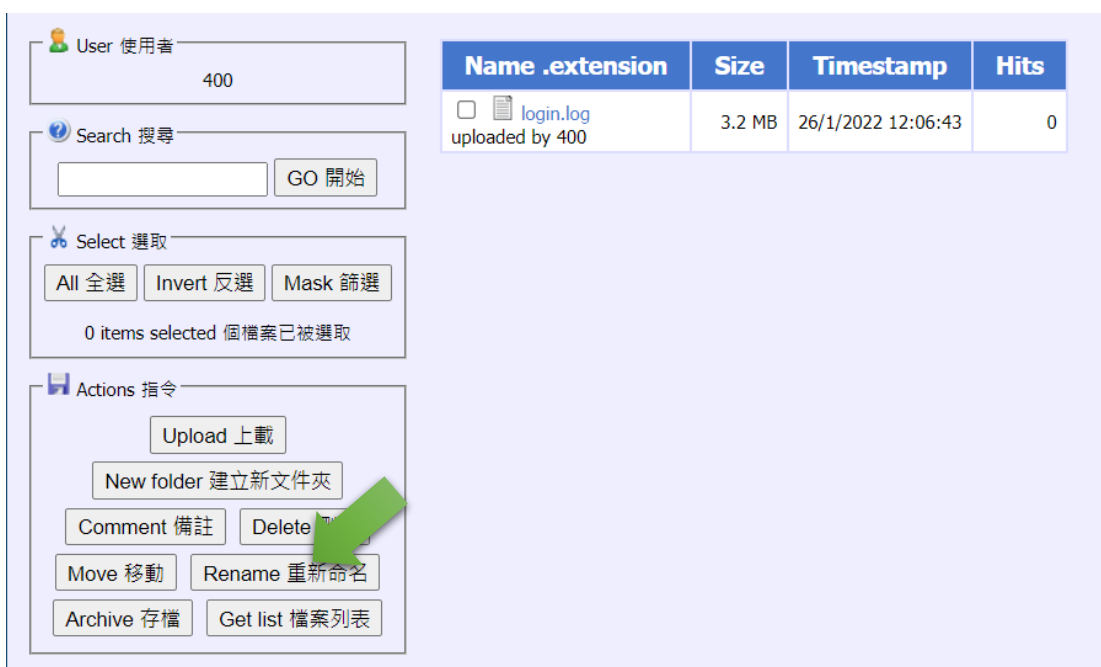 User 使用者
400
Search 搜尋
GO 開始
Select 選取
All 全選 Invert 反選 Mask 篩選
0 items selected 個檔案已被選取
Actions 指令
Upload 上載
New folder 建立新文件夾
Comment 備註 Delete
Move 移動 Rename 重新命名
Archive 存檔 Get list 檔案列表
Name .extension Size Timestamp Hits
login.log 3.2 MB 26/1/2022 12:06:43 0
uploaded by 400